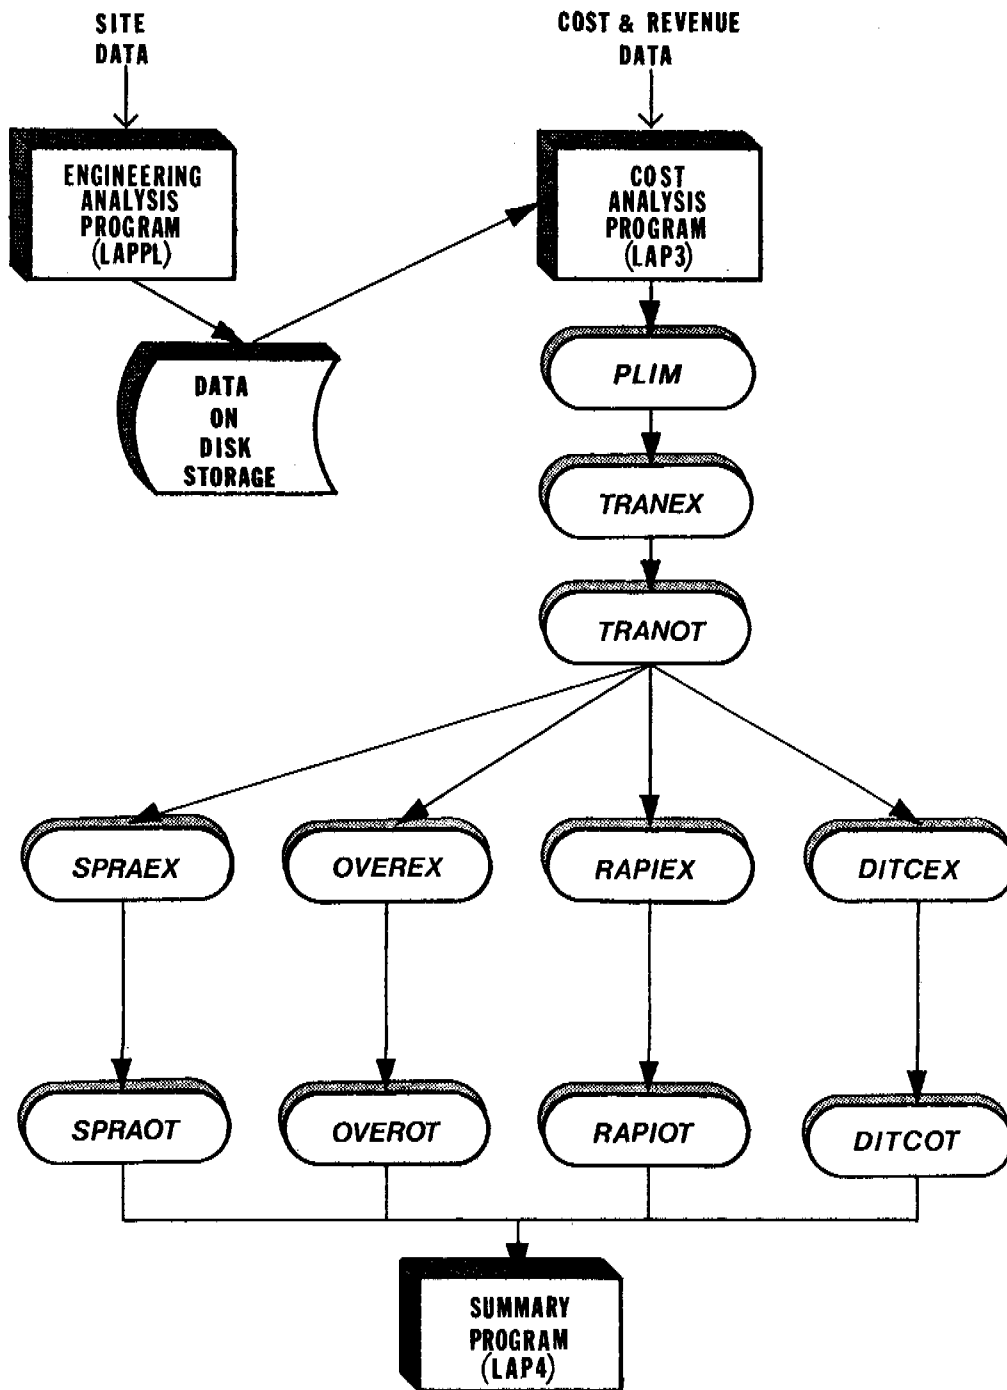 SITE
DATA
COST & REVENUE
DATA
ENGINEERING
ANALYSIS
PROGRAM
(LAPPL)
COST
ANALYSIS
PROGRAM
(LAP3)
DATA
ON
DISK
STORAGE
PLIM
TRANEX
TRANOT
SPRAEX
OVEREX
RAPIEX
DITCEX
SPRAOT
OVEROT
RAPIOT
DITCOT
SUMMARY
PROGRAM
(LAP4)